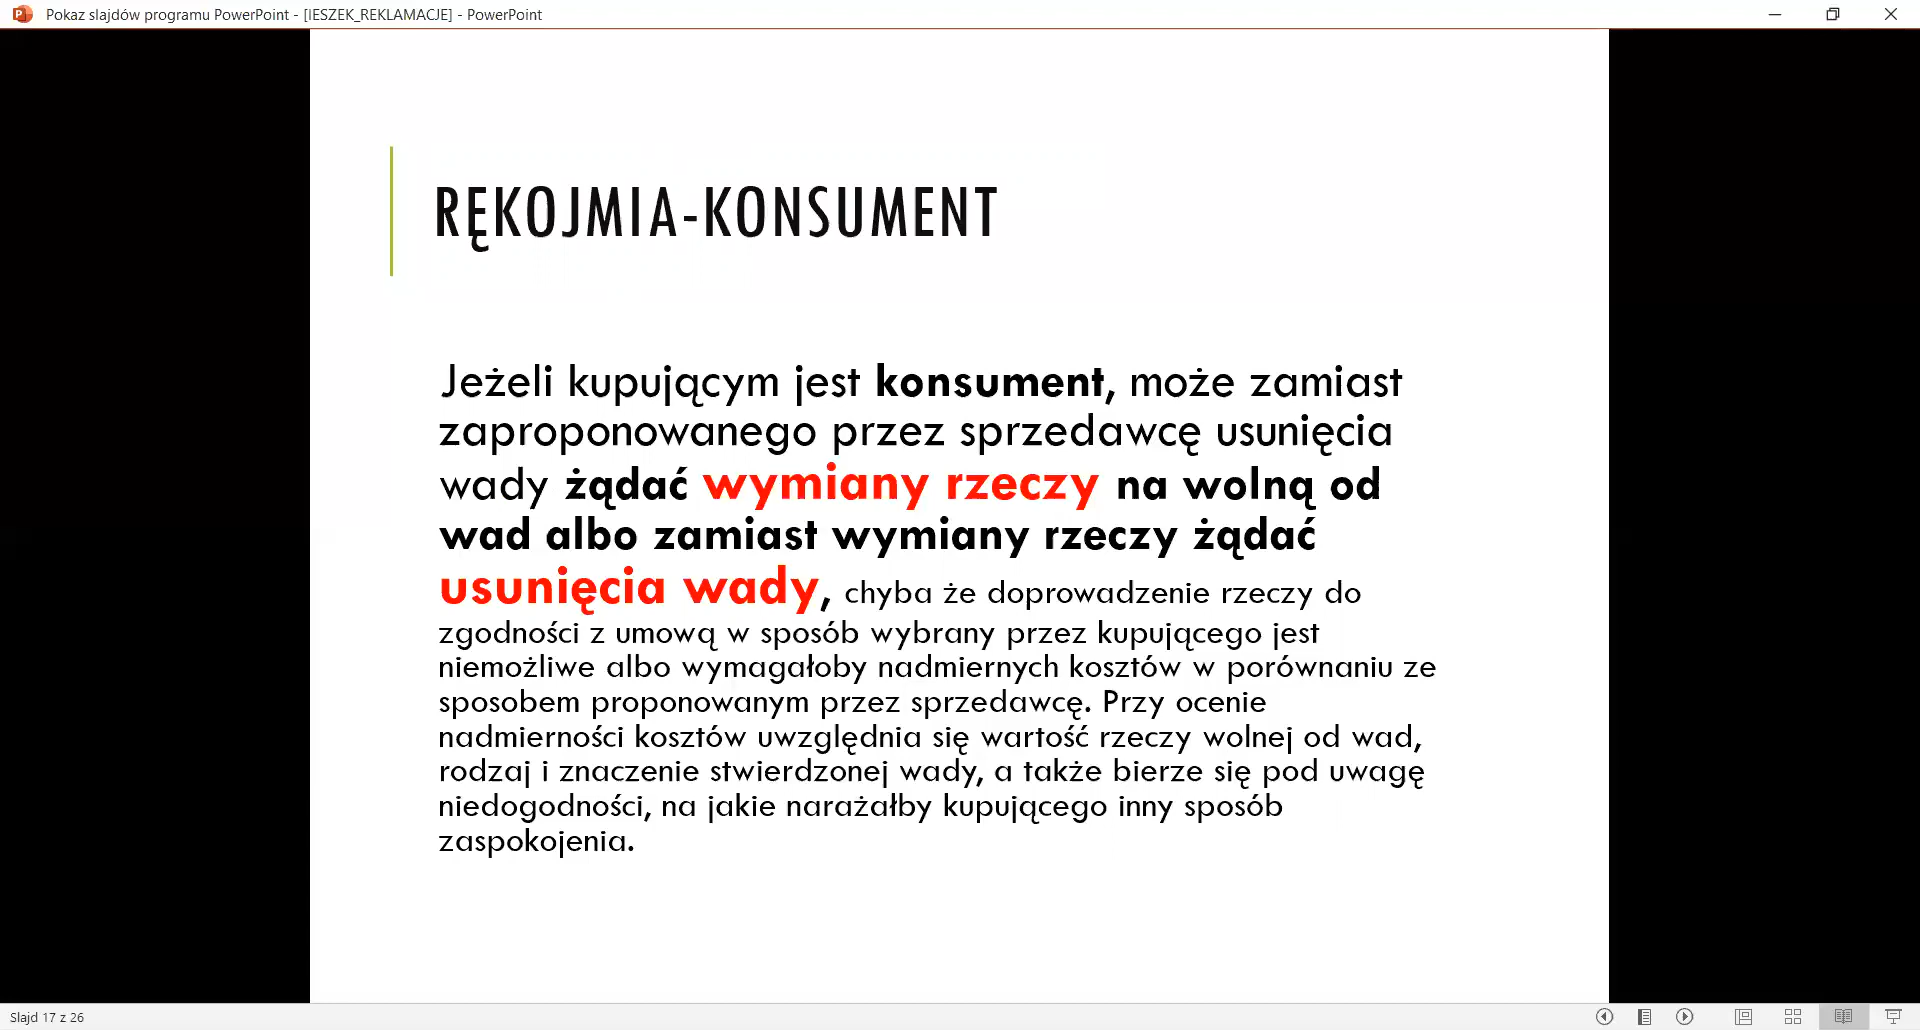 Pokaz slajdów programu PowerPoint - [IESZEK_REKLAMACJE] - PowerPoint
RĘKOJMIA-KONSUMENT
Jeżeli kupującym jest konsument, może zamiast
zaproponowanego przez sprzedawcę usunięcia
wady żądać wymiany rzeczy na wolną od
wad albo zamiast wymiany rzeczy żądać
usunięcia wady, chyba że doprowadzenie rzeczy do
zgodności z umową w sposób wybrany przez kupującego jest
niemożliwe albo wymagałoby nadmiernych kosztów w porównaniu ze
sposobem proponowanym przez sprzedawcę. Przy ocenie
nadmierności kosztów uwzględnia się wartość rzeczy wolnej od wad,
rodzaj i znaczenie stwierdzonej wady, a także bierze się pod uwagę
niedogodności, na jakie narażałby kupującego inny sposób
zaspokojenia.
Slajd 17 z 26